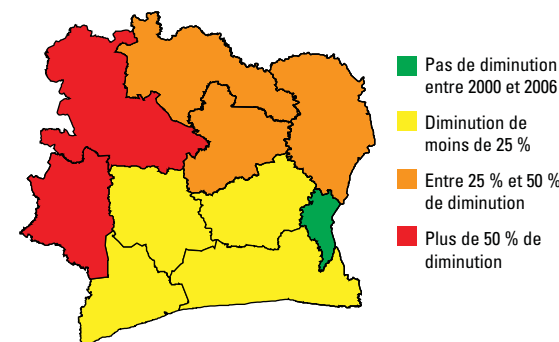 Pas de diminution
entre 2000 et 2006
Diminution de
moins de 25 %
Entre 25 % et 50 %
de diminution
Plus de 50 % de
diminution